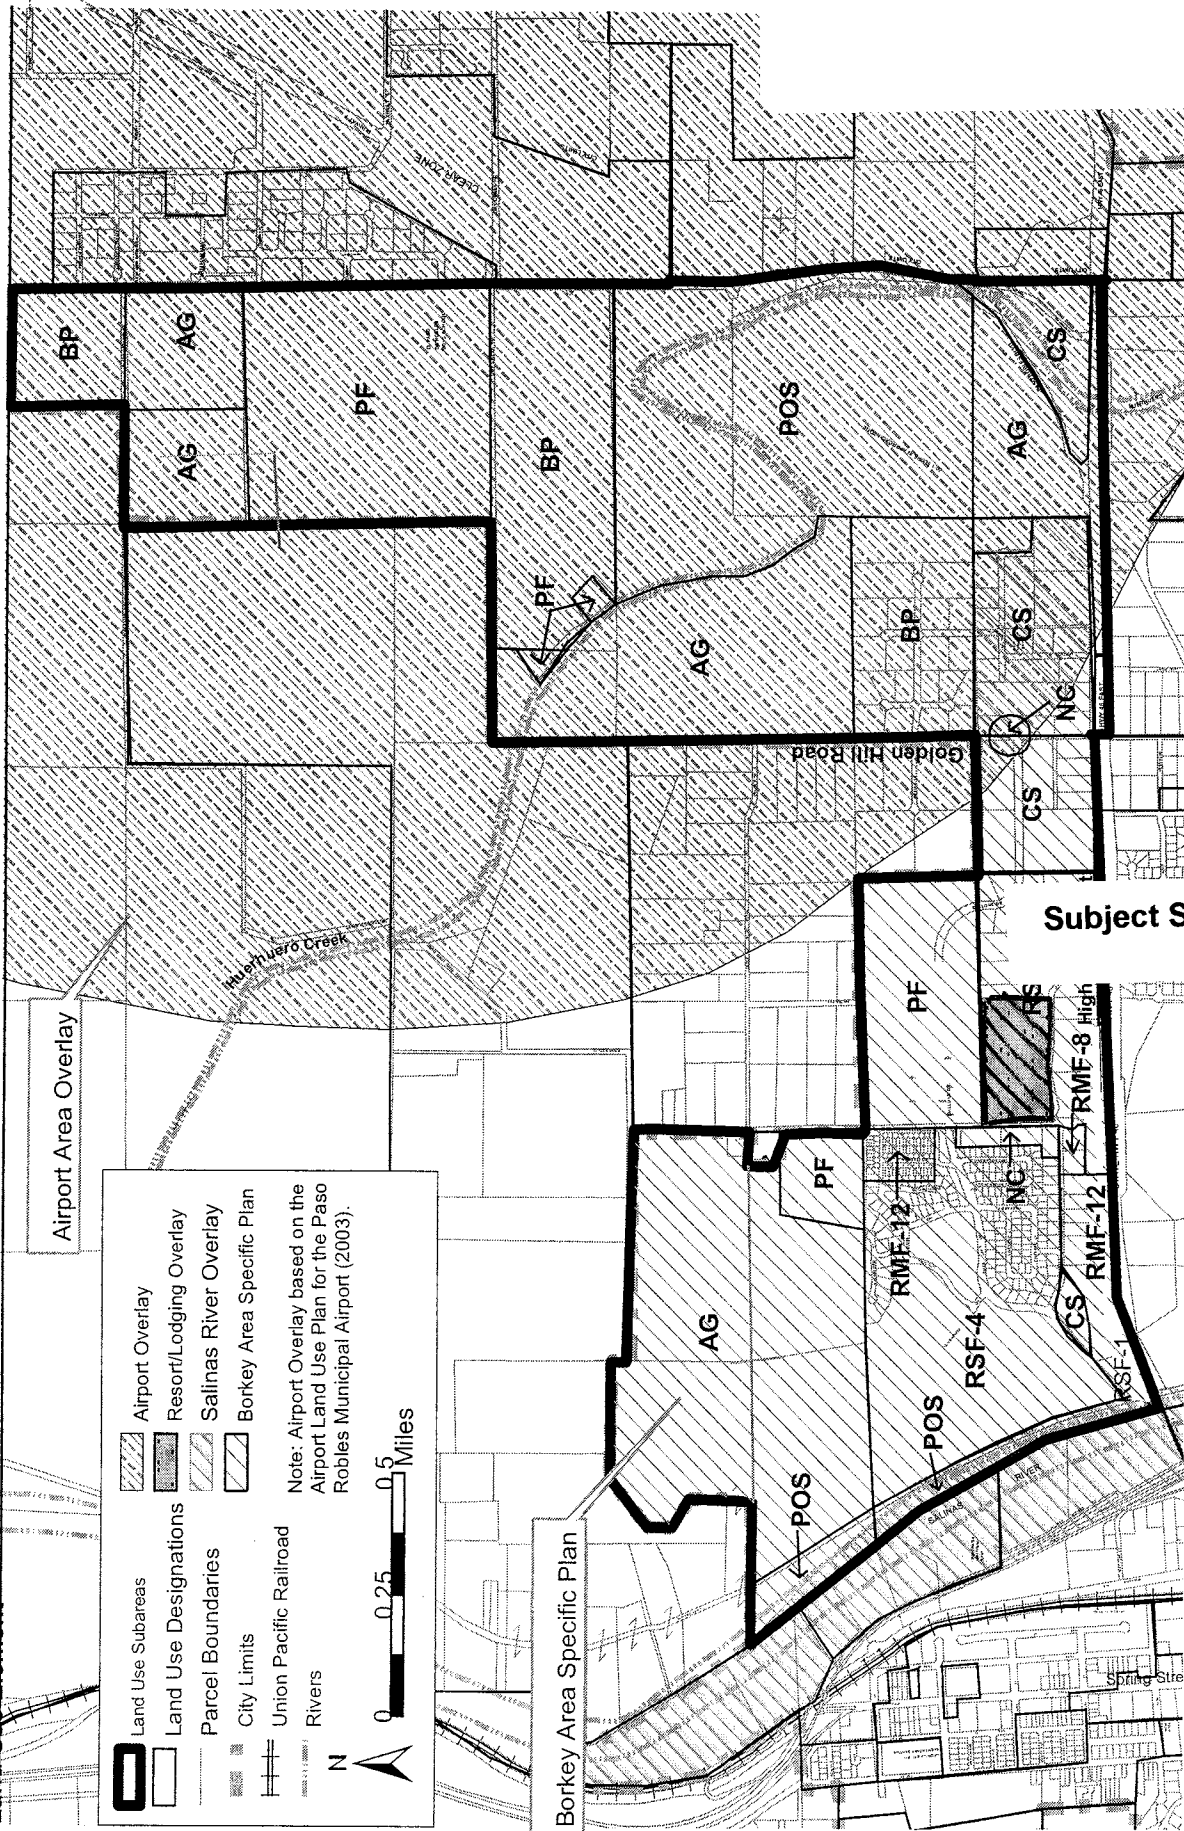 Airport Area Overlay
Land Use Subareas
Land Use Designations
Parcel Boundaries
City Limits
Union Pacific Railroad
Rivers
Airport Overlay
Resort/Lodging Overlay
Salinas River Overlay
Borkey Area Specific Plan
Note: Airport Overlay based on the
Airport Land Use Plan for the Paso
Robles Municipal Airport (2003).
N
0
0.25
0.5
Miles
Borkey Area Specific Plan
Huerhuero Creek
CLEAR ZONE
BP
AG
AG
PF
BP
PF
POS
AG
AG
CS
BP
CS
NC
Golden Hill Road
CS
PF
Subject S
RS
RMF-8
High
PF
RMF-12
NC
AG
RMF-12
CS
RSF-4
RSF-1
POS
POS
SALINAS
RIVER
Spring Stre